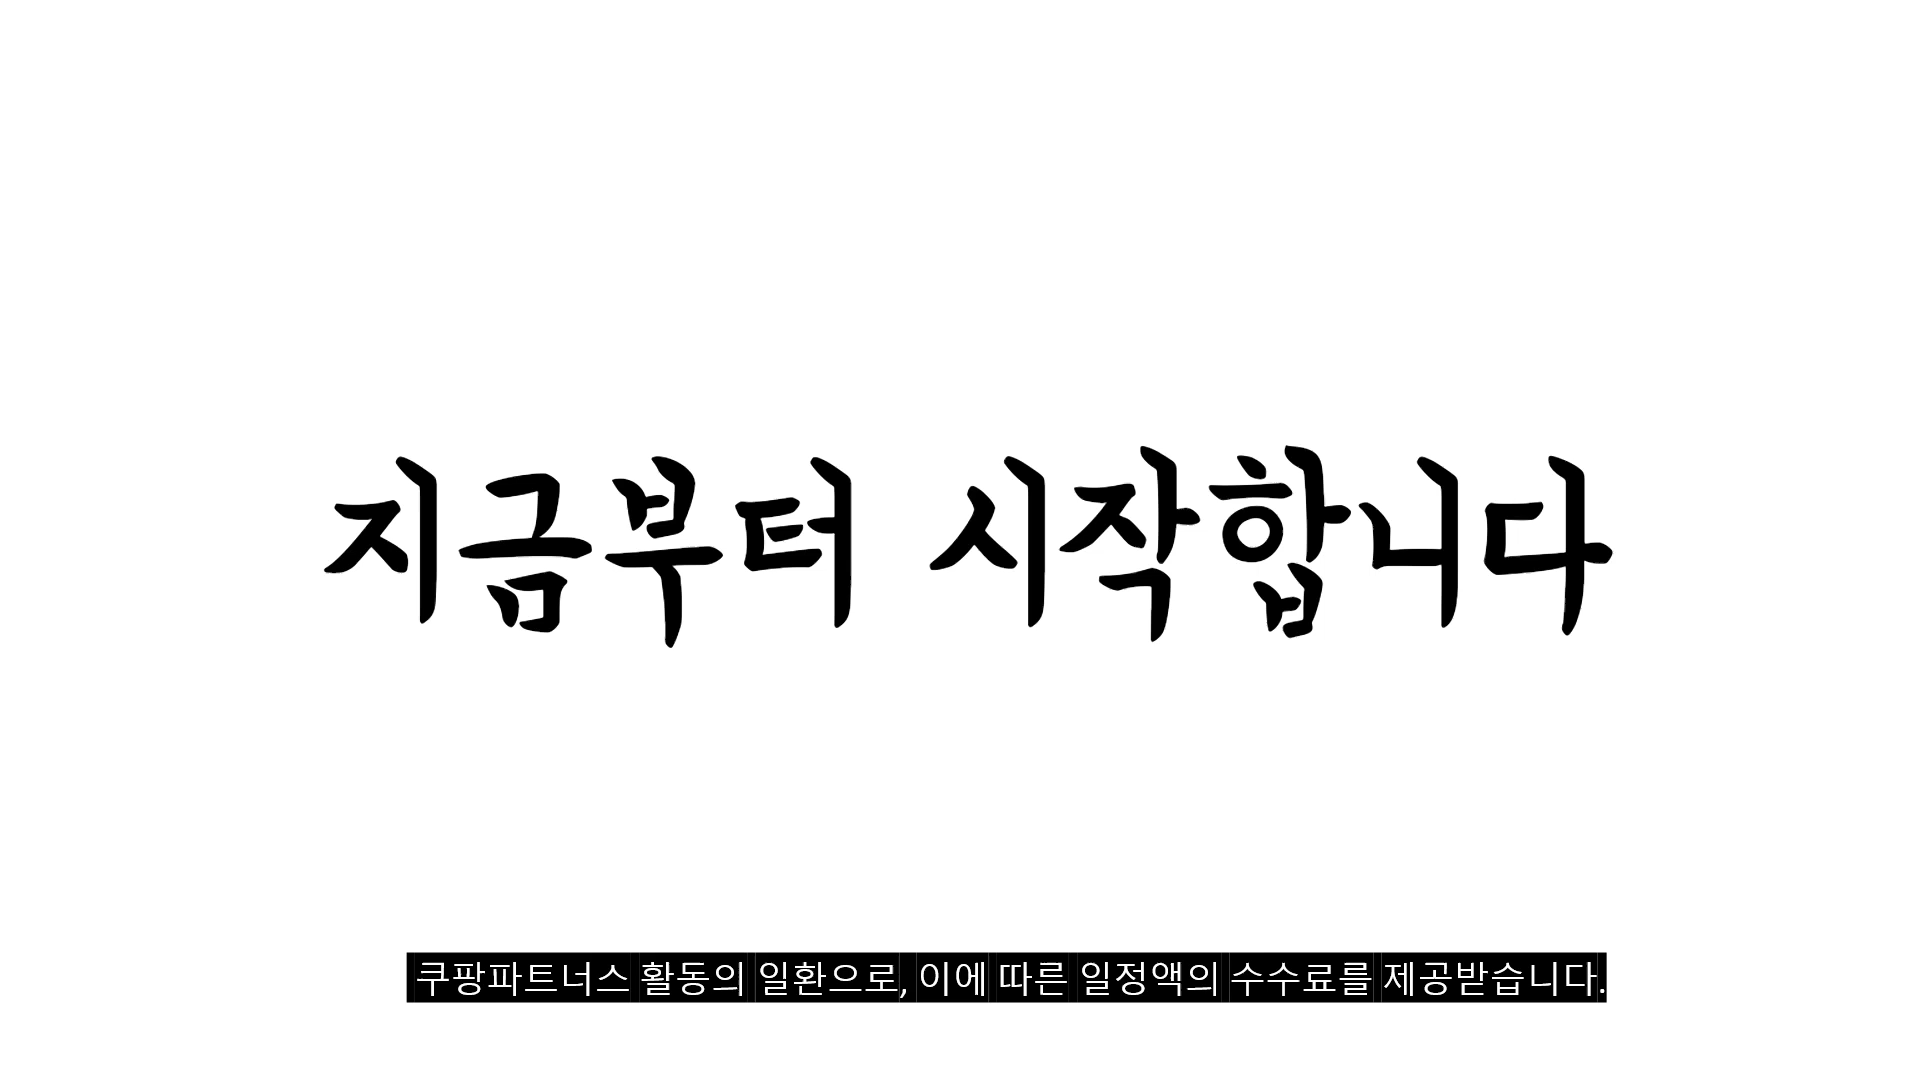 지금부터 시작합니다
쿠팡파트너스 활동의 일환으로, 이에 따른 일정액의 수수료를 제공받습니다.